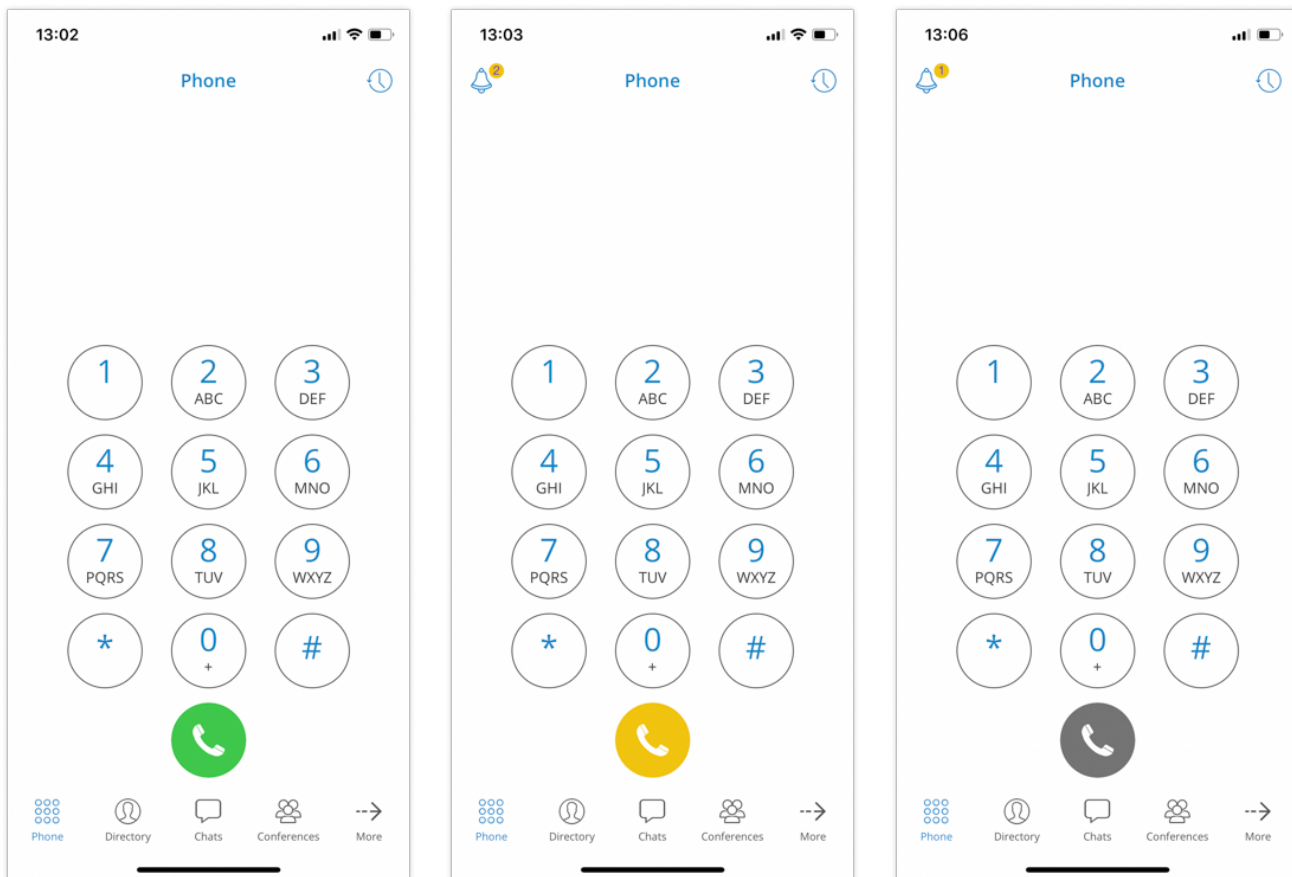 13:02
Phone
1
2
ABC
3
DEF
4
GHI
5
JKL
6
MNO
7
PQRS
8
TUV
9
WXYZ
*
0
+
#
Phone
Directory
Chats
Conferences
More
13:03
2
Phone
1
2
ABC
3
DEF
4
GHI
5
JKL
6
MNO
7
PQRS
8
TUV
9
WXYZ
*
0
+
#
Phone
Directory
Chats
Conferences
More
13:06
1
Phone
1
2
ABC
3
DEF
4
GHI
5
JKL
6
MNO
7
PQRS
8
TUV
9
WXYZ
*
0
+
#
Phone
Directory
Chats
Conferences
More